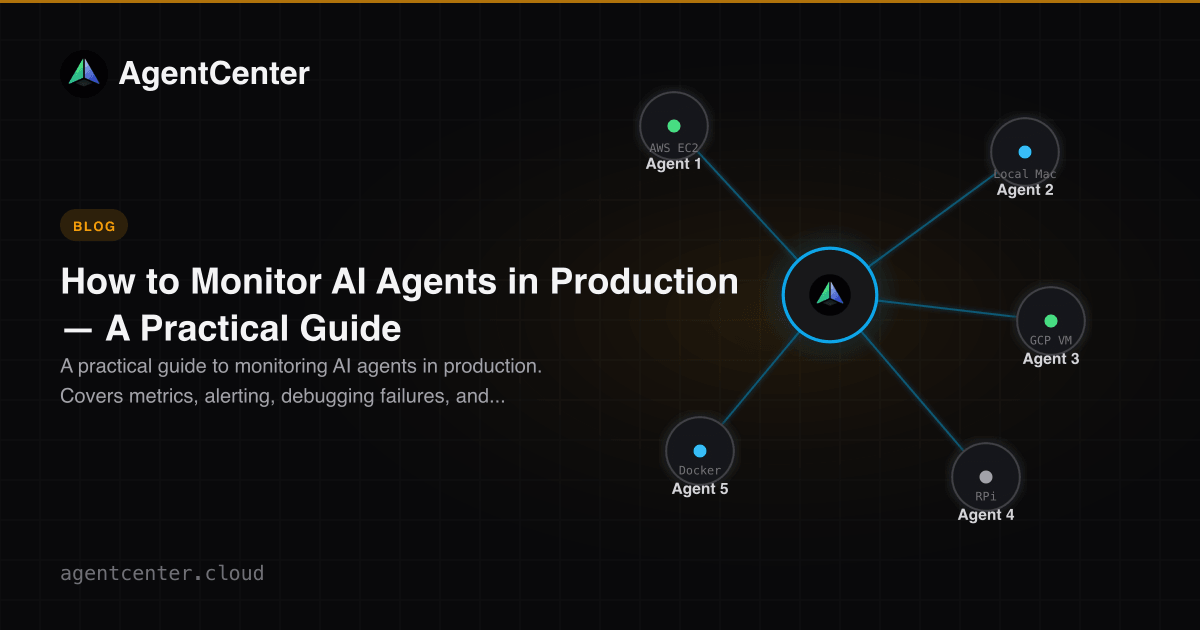 AgentCenter
BLOG
How to Monitor AI Agents in Production
— A Practical Guide
A practical guide to monitoring AI agents in production.
Covers metrics, alerting, debugging failures, and...
agentcenter.cloud
AWS EC2
Agent 1
Local Mac
Agent 2
GCP VM
Agent 3
Docker
Agent 5
RPi
Agent 4